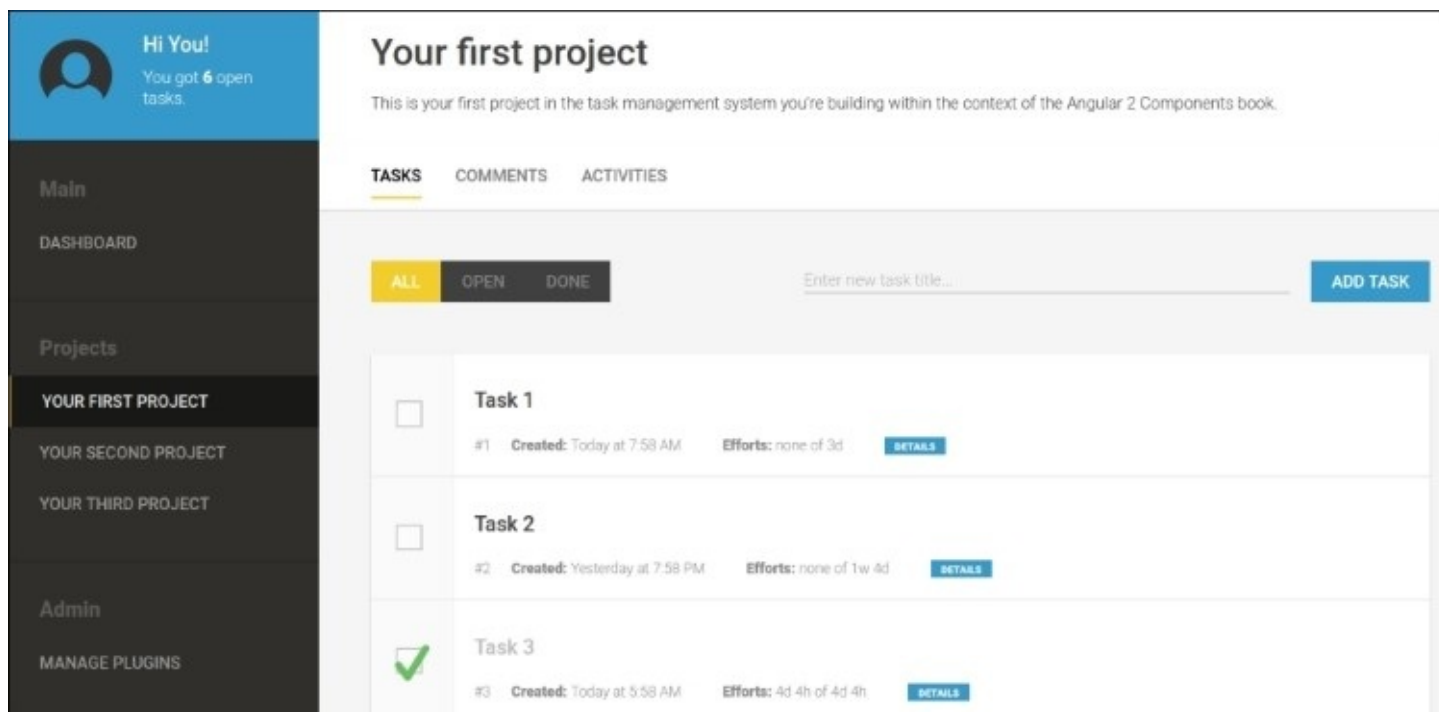 Hi You!
You got 6 open
tasks.
Main
DASHBOARD
Projects
YOUR FIRST PROJECT
YOUR SECOND PROJECT
YOUR THIRD PROJECT
Admin
MANAGE PLUGINS
Your first project
This is your first project in the task management system you're building within the context of the Angular 2 Components book.
TASKS COMMENTS ACTIVITIES
ALL OPEN DONE Enter new task title... ADD TASK
Task 1
#1 Created: Today at 7:58 AM Efforts: none of 3d DETAILS
Task 2
#2 Created: Yesterday at 7:58 PM Efforts: none of 1w 4d DETAILS
Task 3
#3 Created: Today at 5:58 AM Efforts: 4d 4h of 4d 4h DETAILS